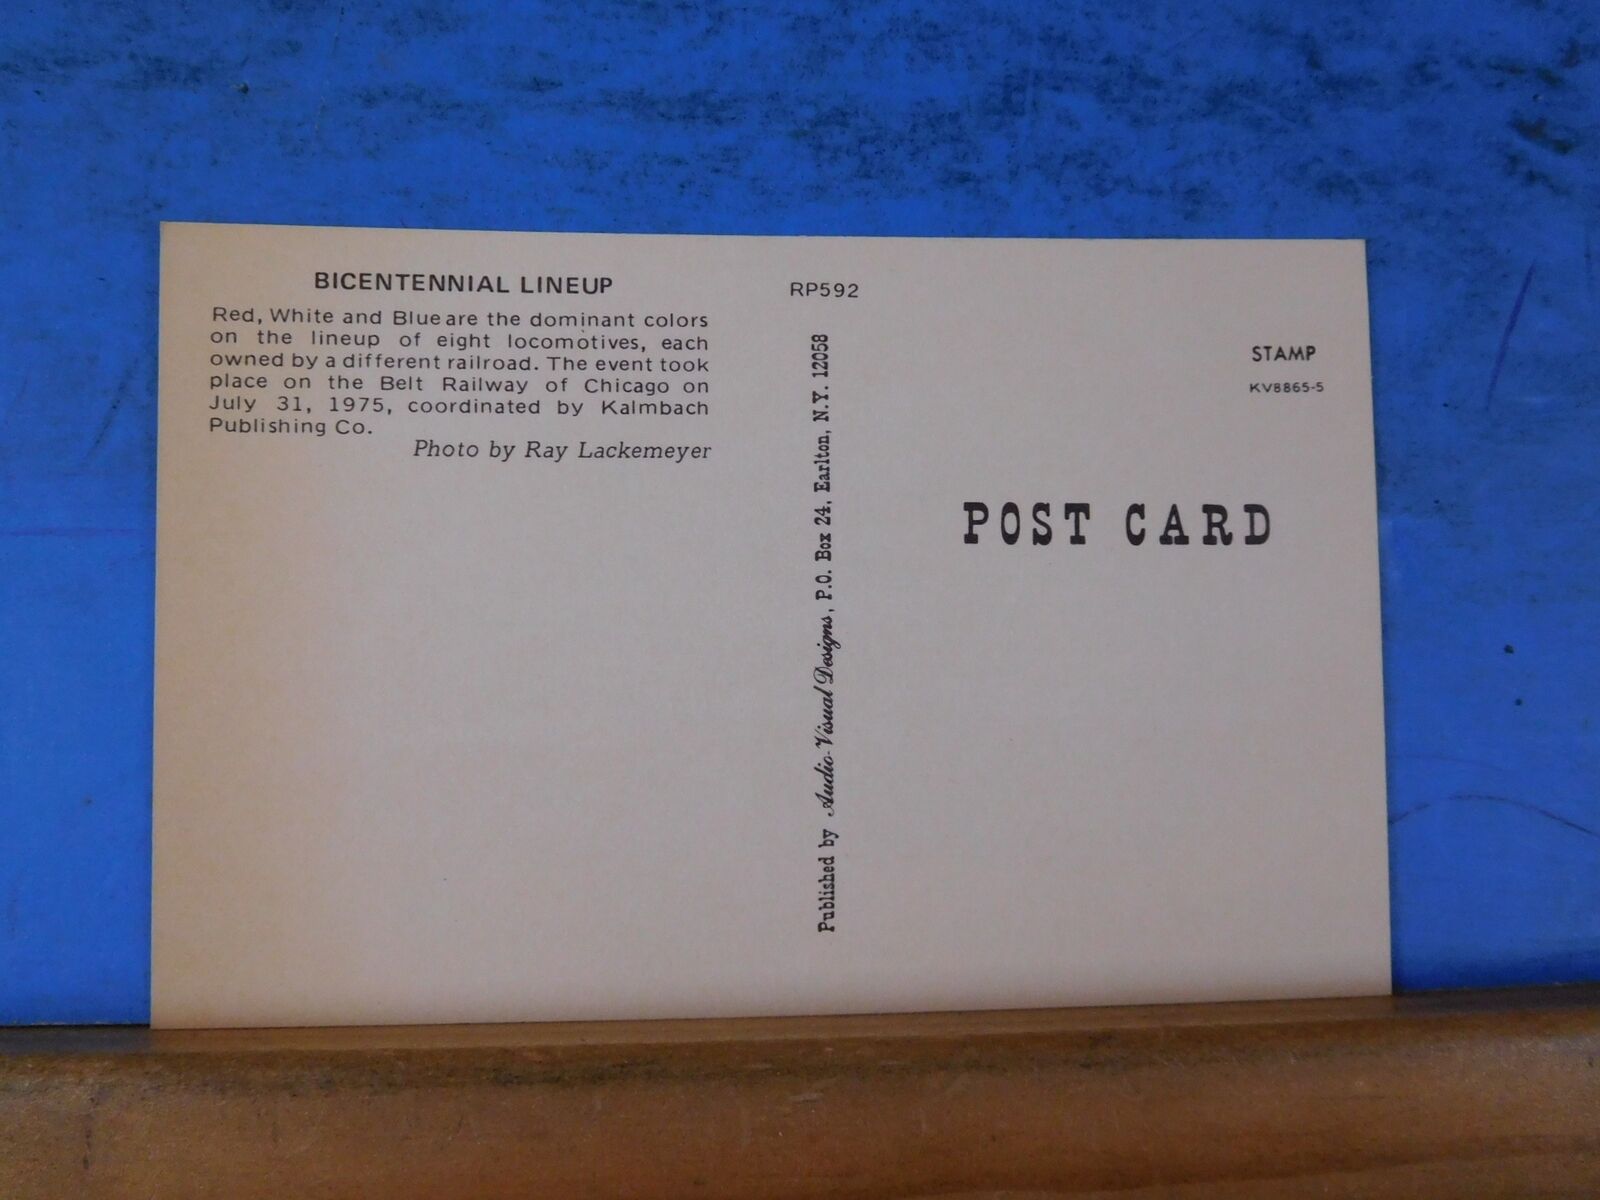 BICENTENNIAL LINEUP
Red, White and Blue are the dominant colors
on the lineup of eight locomotives, each
owned by a different railroad. The event took
place on the Belt Railway of Chicago on
July 31, 1975, coordinated by Kalmbach
Publishing Co.
Photo by Ray Lackemeyer
RP592
Published by Audio-Visual Designs, P.O. Box 24, Earlton, N.Y. 12058
STAMP
KV8865-5
POST CARD